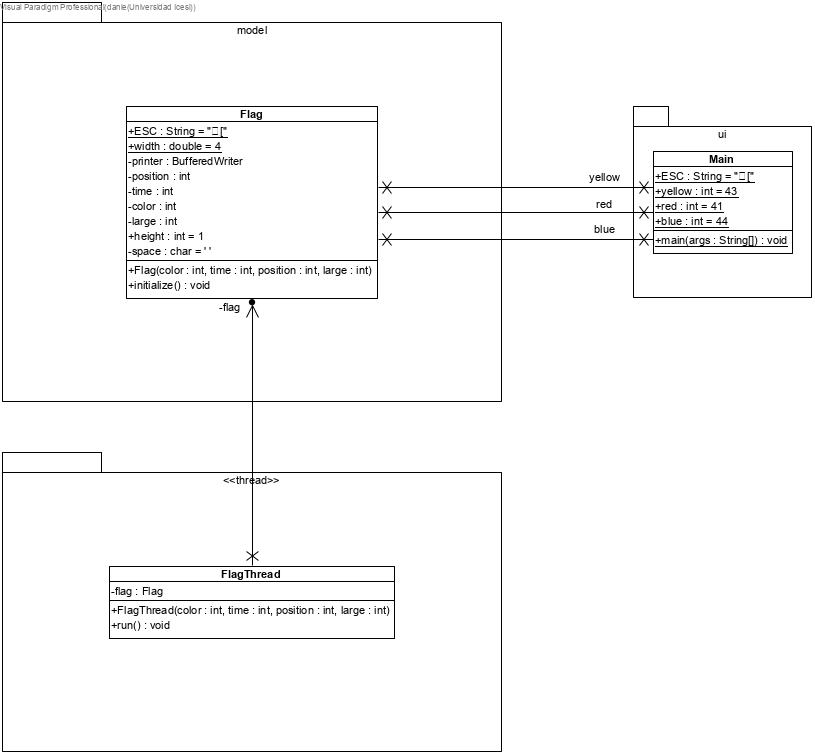 Visual Paradigm Professional(danie(Universidad Icesi))
model
Flag
+ESC : String = "□["
+width : double = 4
-printer : BufferedWriter
-position : int
-time : int
-color : int
-large : int
+height : int = 1
-space : char = ' '
+Flag(color : int, time : int, position : int, large : int)
+initialize() : void
-flag
yellow
red
blue
ui
Main
+ESC : String = "□["
+yellow : int = 43
+red : int = 41
+blue : int = 44
+main(args : String[]) : void
<<thread>>
FlagThread
-flag : Flag
+FlagThread(color : int, time : int, position : int, large : int)
+run() : void